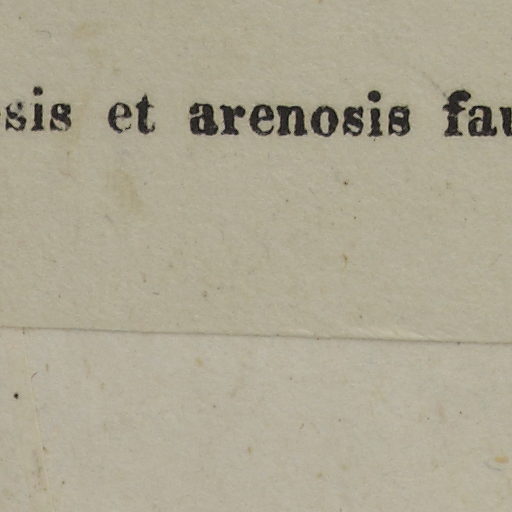 sis et arenosis fau